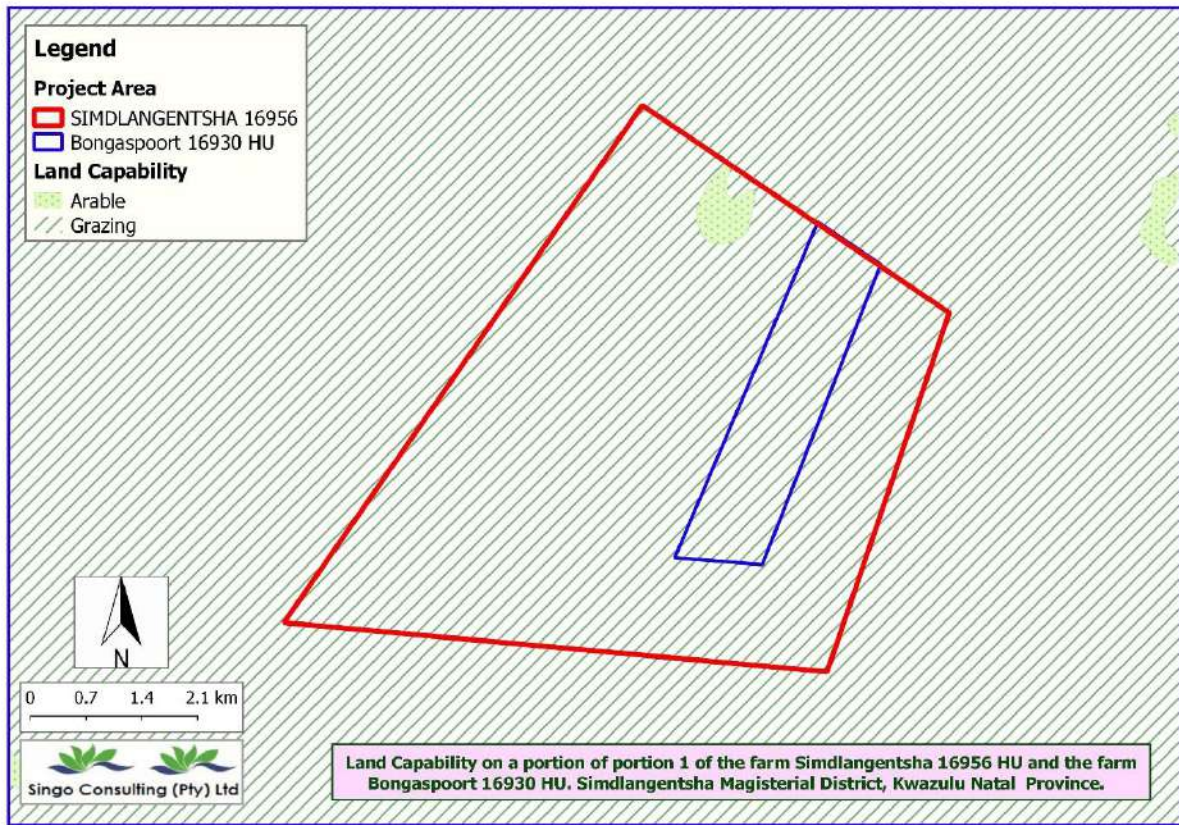 Legend
Project Area
SIMDLANGENTSHA 16956
Bongaspoort 16930 HU
Land Capability
Arable
Grazing
N
0 0.7 1.4 2.1 km
Singo Consulting (Pty) Ltd
Land Capability on a portion of portion 1 of the farm Simdlangentsha 16956 HU and the farm
Bongaspoort 16930 HU. Simdlangentsha Magisterial District, Kwazulu Natal Province.